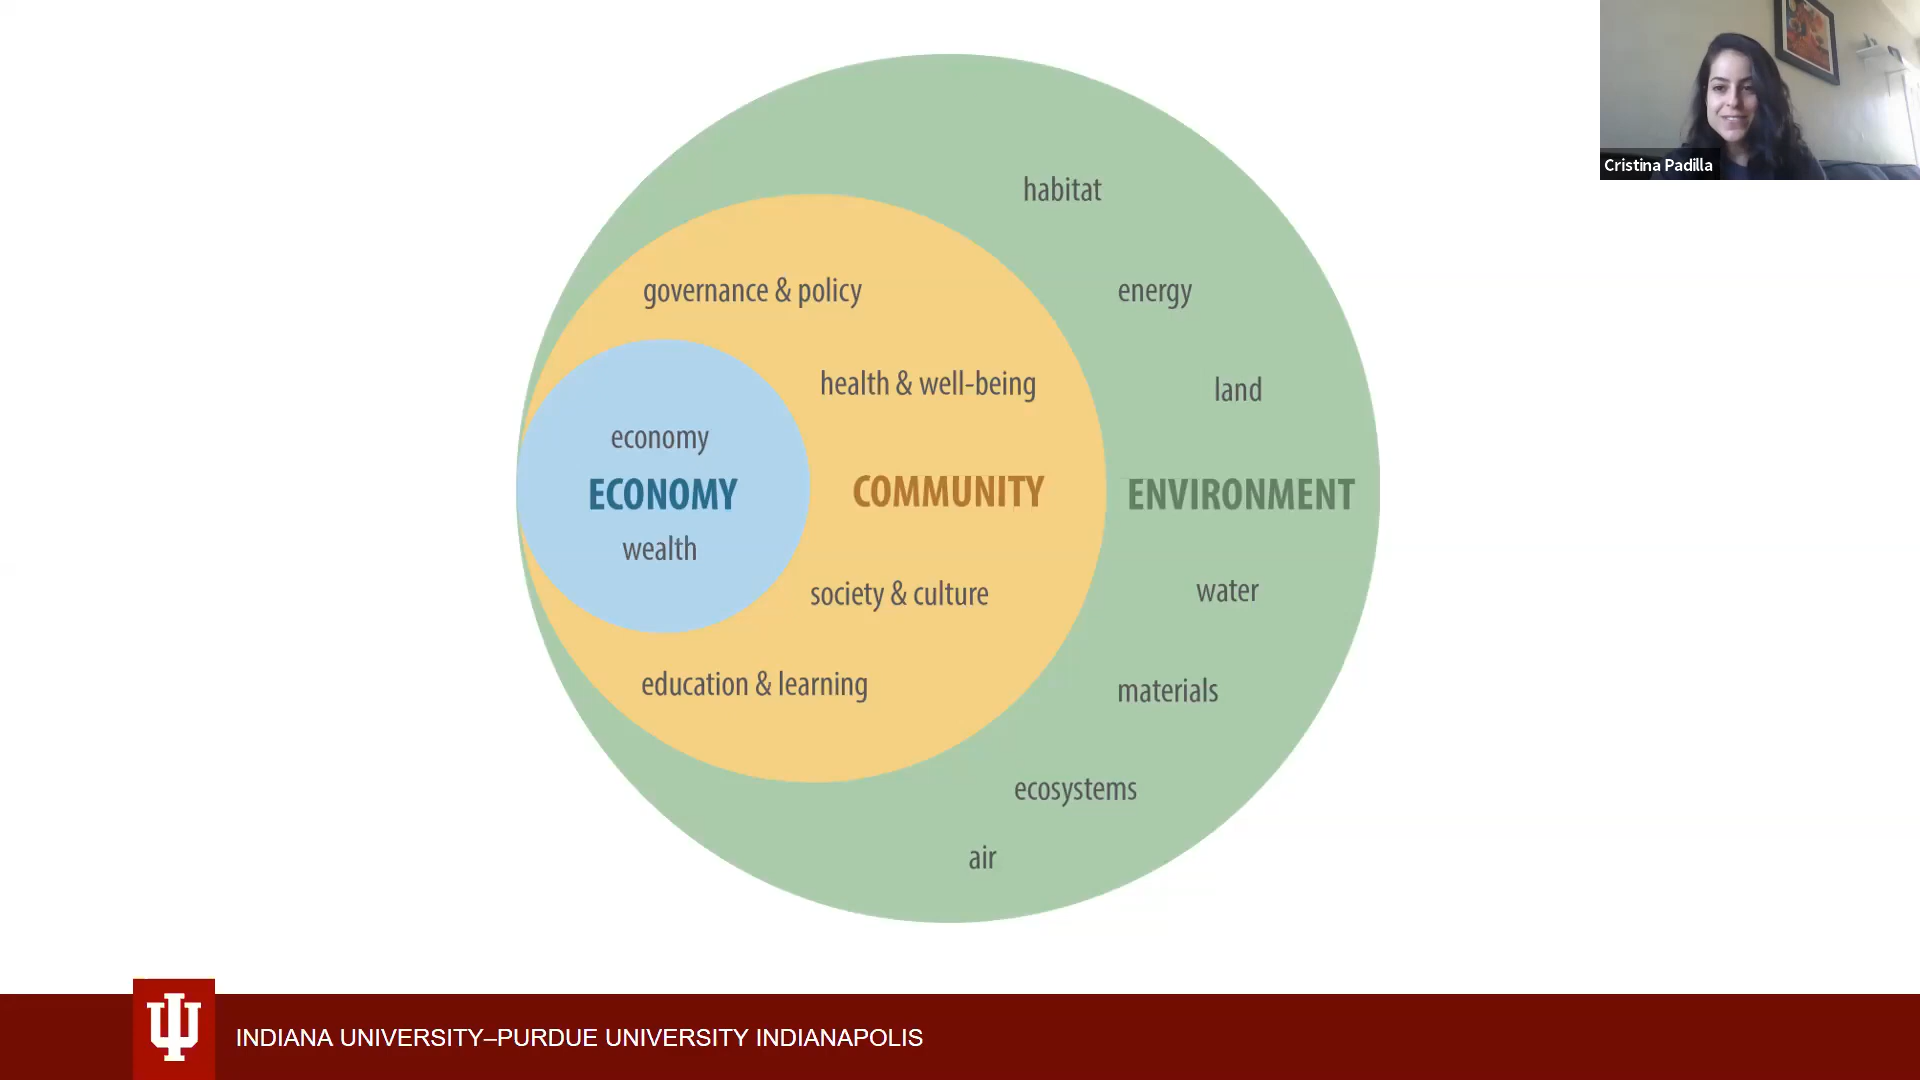 Cristina Padilla
habitat
governance & policy
energy
health & well-being
land
economy
ECONOMY
COMMUNITY
ENVIRONMENT
wealth
society & culture
water
education & learning
materials
ecosystems
air
INDIANA UNIVERSITY–PURDUE UNIVERSITY INDIANAPOLIS